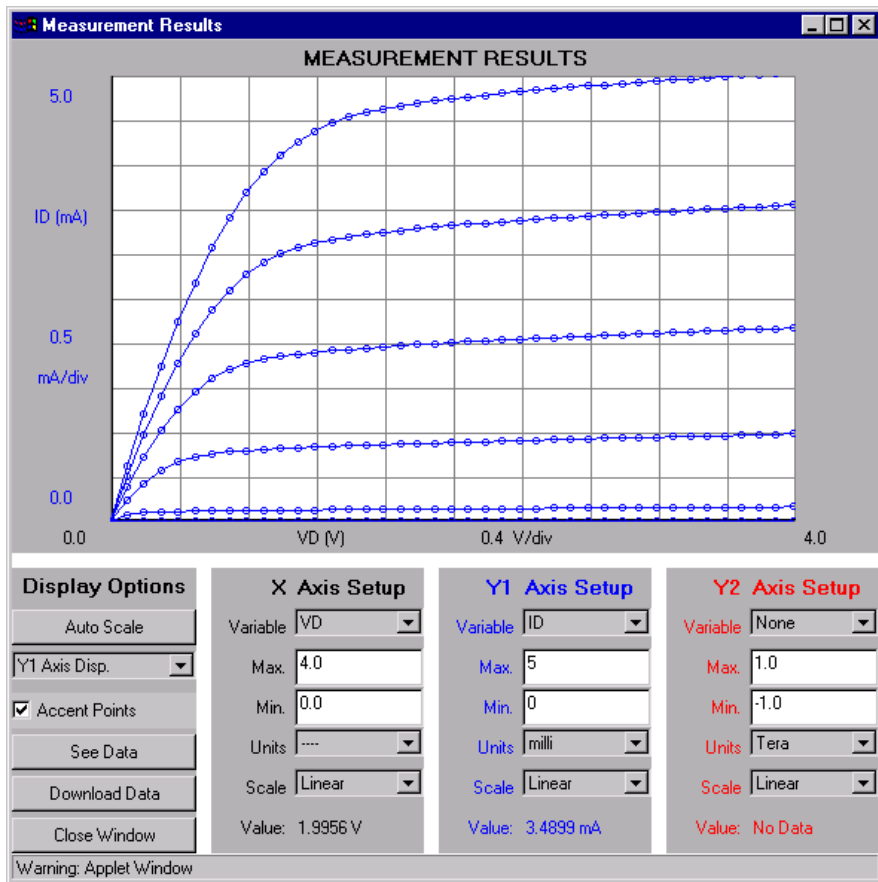 Measurement Results
MEASUREMENT RESULTS
5.0
ID (mA)
0.5
mA/div
0.0
0.0 VD (V) 0.4 V/div 4.0
Display Options
Auto Scale
Y1 Axis Disp.
Accent Points
See Data
Download Data
Close Window
X Axis Setup
Variable VD
Max. 4.0
Min. 0.0
Units ----
Scale Linear
Value: 1.9956 V
Y1 Axis Setup
Variable ID
Max. 5
Min. 0
Units milli
Scale Linear
Value: 3.4899 mA
Y2 Axis Setup
Variable None
Max. 1.0
Min. -1.0
Units Tera
Scale Linear
Value: No Data
Warning: Applet Window